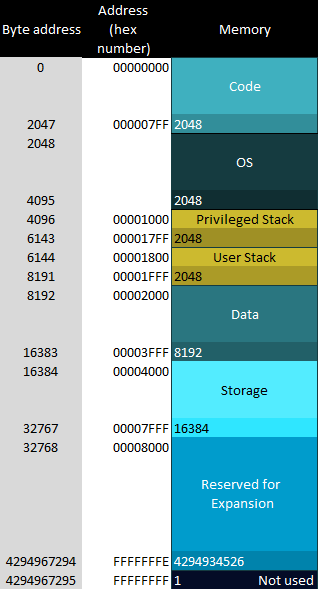 Byte address Address (hex number) Memory
0 00000000
Code
2047 000007FF 2048
2048
OS
4095 2048
4096 00001000 Privileged Stack
6143 000017FF 2048
6144 00001800 User Stack
8191 00001FFF 2048
8192 00002000
Data
16383 00003FFF 8192
16384 00004000
Storage
32767 00007FFF 16384
32768 00008000
Reserved for
Expansion
4294967294 FFFFFFFE 4294934526
4294967295 FFFFFFFF 1 Not used